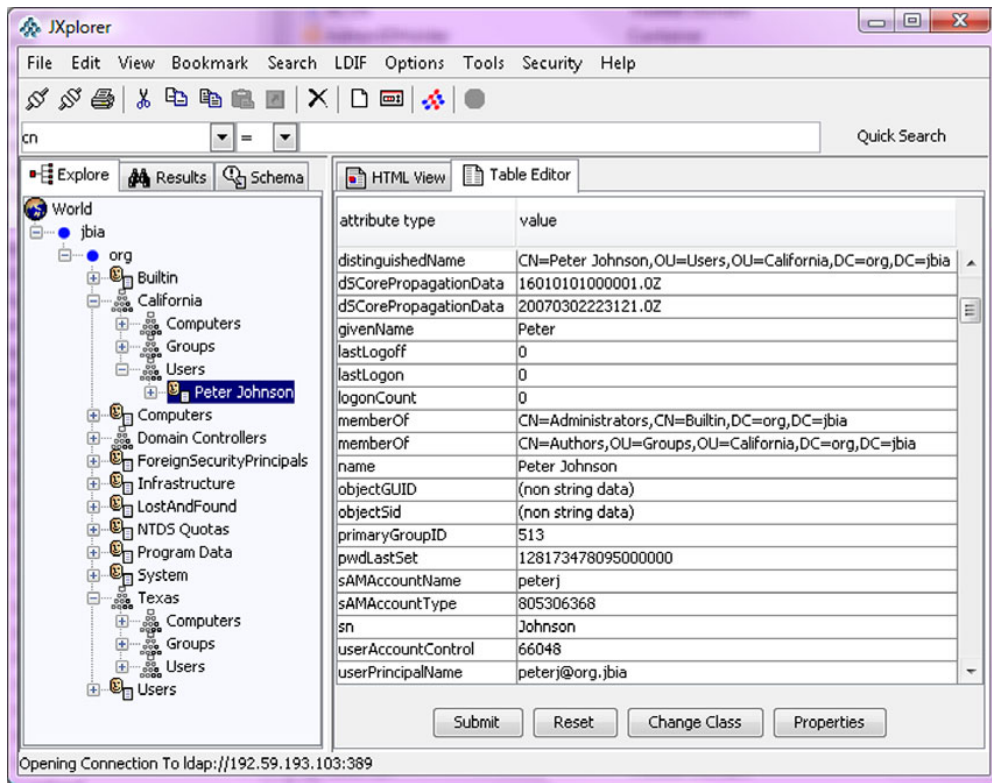 JXplorer
File Edit View Bookmark Search LDIF Options Tools Security Help
cn = Quick Search
Explore Results Schema
HTML View Table Editor
World
jbia
org
Builtin
California
Computers
Groups
Users
Peter Johnson
Computers
Domain Controllers
ForeignSecurityPrincipals
Infrastructure
LostAndFound
NTDS Quotas
Program Data
System
Texas
Computers
Groups
Users
Users
attribute type value
distinguishedName CN=Peter Johnson,OU=Users,OU=California,DC=org,DC=jbia
dSCorePropagationData 16010101000001.0Z
dSCorePropagationData 20070302223121.0Z
givenName Peter
lastLogoff 0
lastLogon 0
logonCount 0
memberOf CN=Administrators,CN=Builtin,DC=org,DC=jbia
memberOf CN=Authors,OU=Groups,OU=California,DC=org,DC=jbia
name Peter Johnson
objectGUID (non string data)
objectSid (non string data)
primaryGroupID 513
pwdLastSet 128173478095000000
sAMAccountName peterj
sAMAccountType 805306368
sn Johnson
userAccountControl 66048
userPrincipalName peterj@org.jbia
Submit Reset Change Class Properties
Opening Connection To ldap://192.59.193.103:389